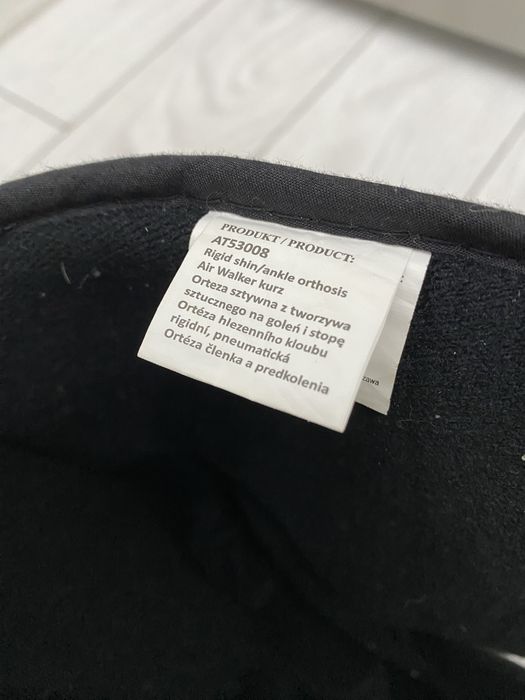 PRODUKT / PRODUCT:
AT53008
Rigid shin/ankle orthosis
Air Walker kurz
Orteza sztywna z tworzywa
sztucznego na goleń i stopę
Ortéza hlezenního kloubu
rigidní, pneumatická
Ortéza členka a predkolenia